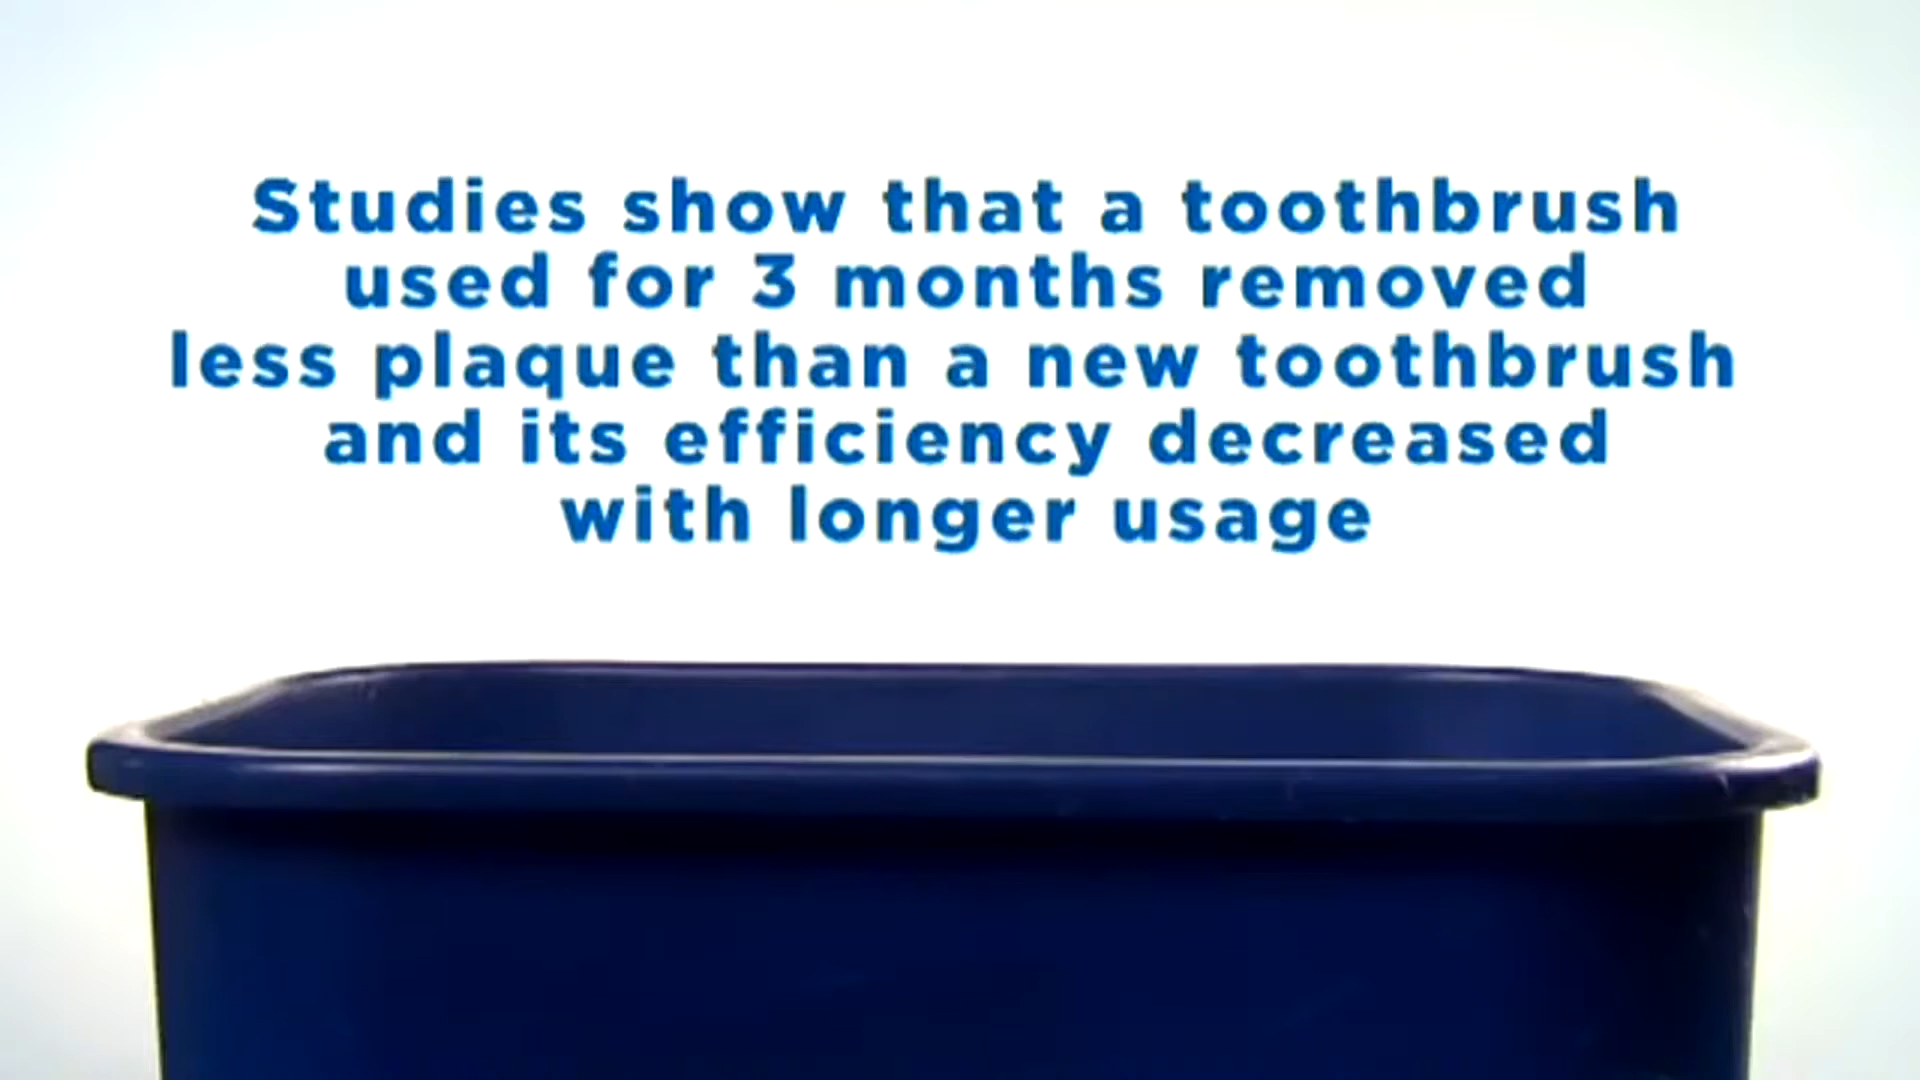 Studies show that a toothbrush
used for 3 months removed
less plaque than a new toothbrush
and its efficiency decreased
with longer usage